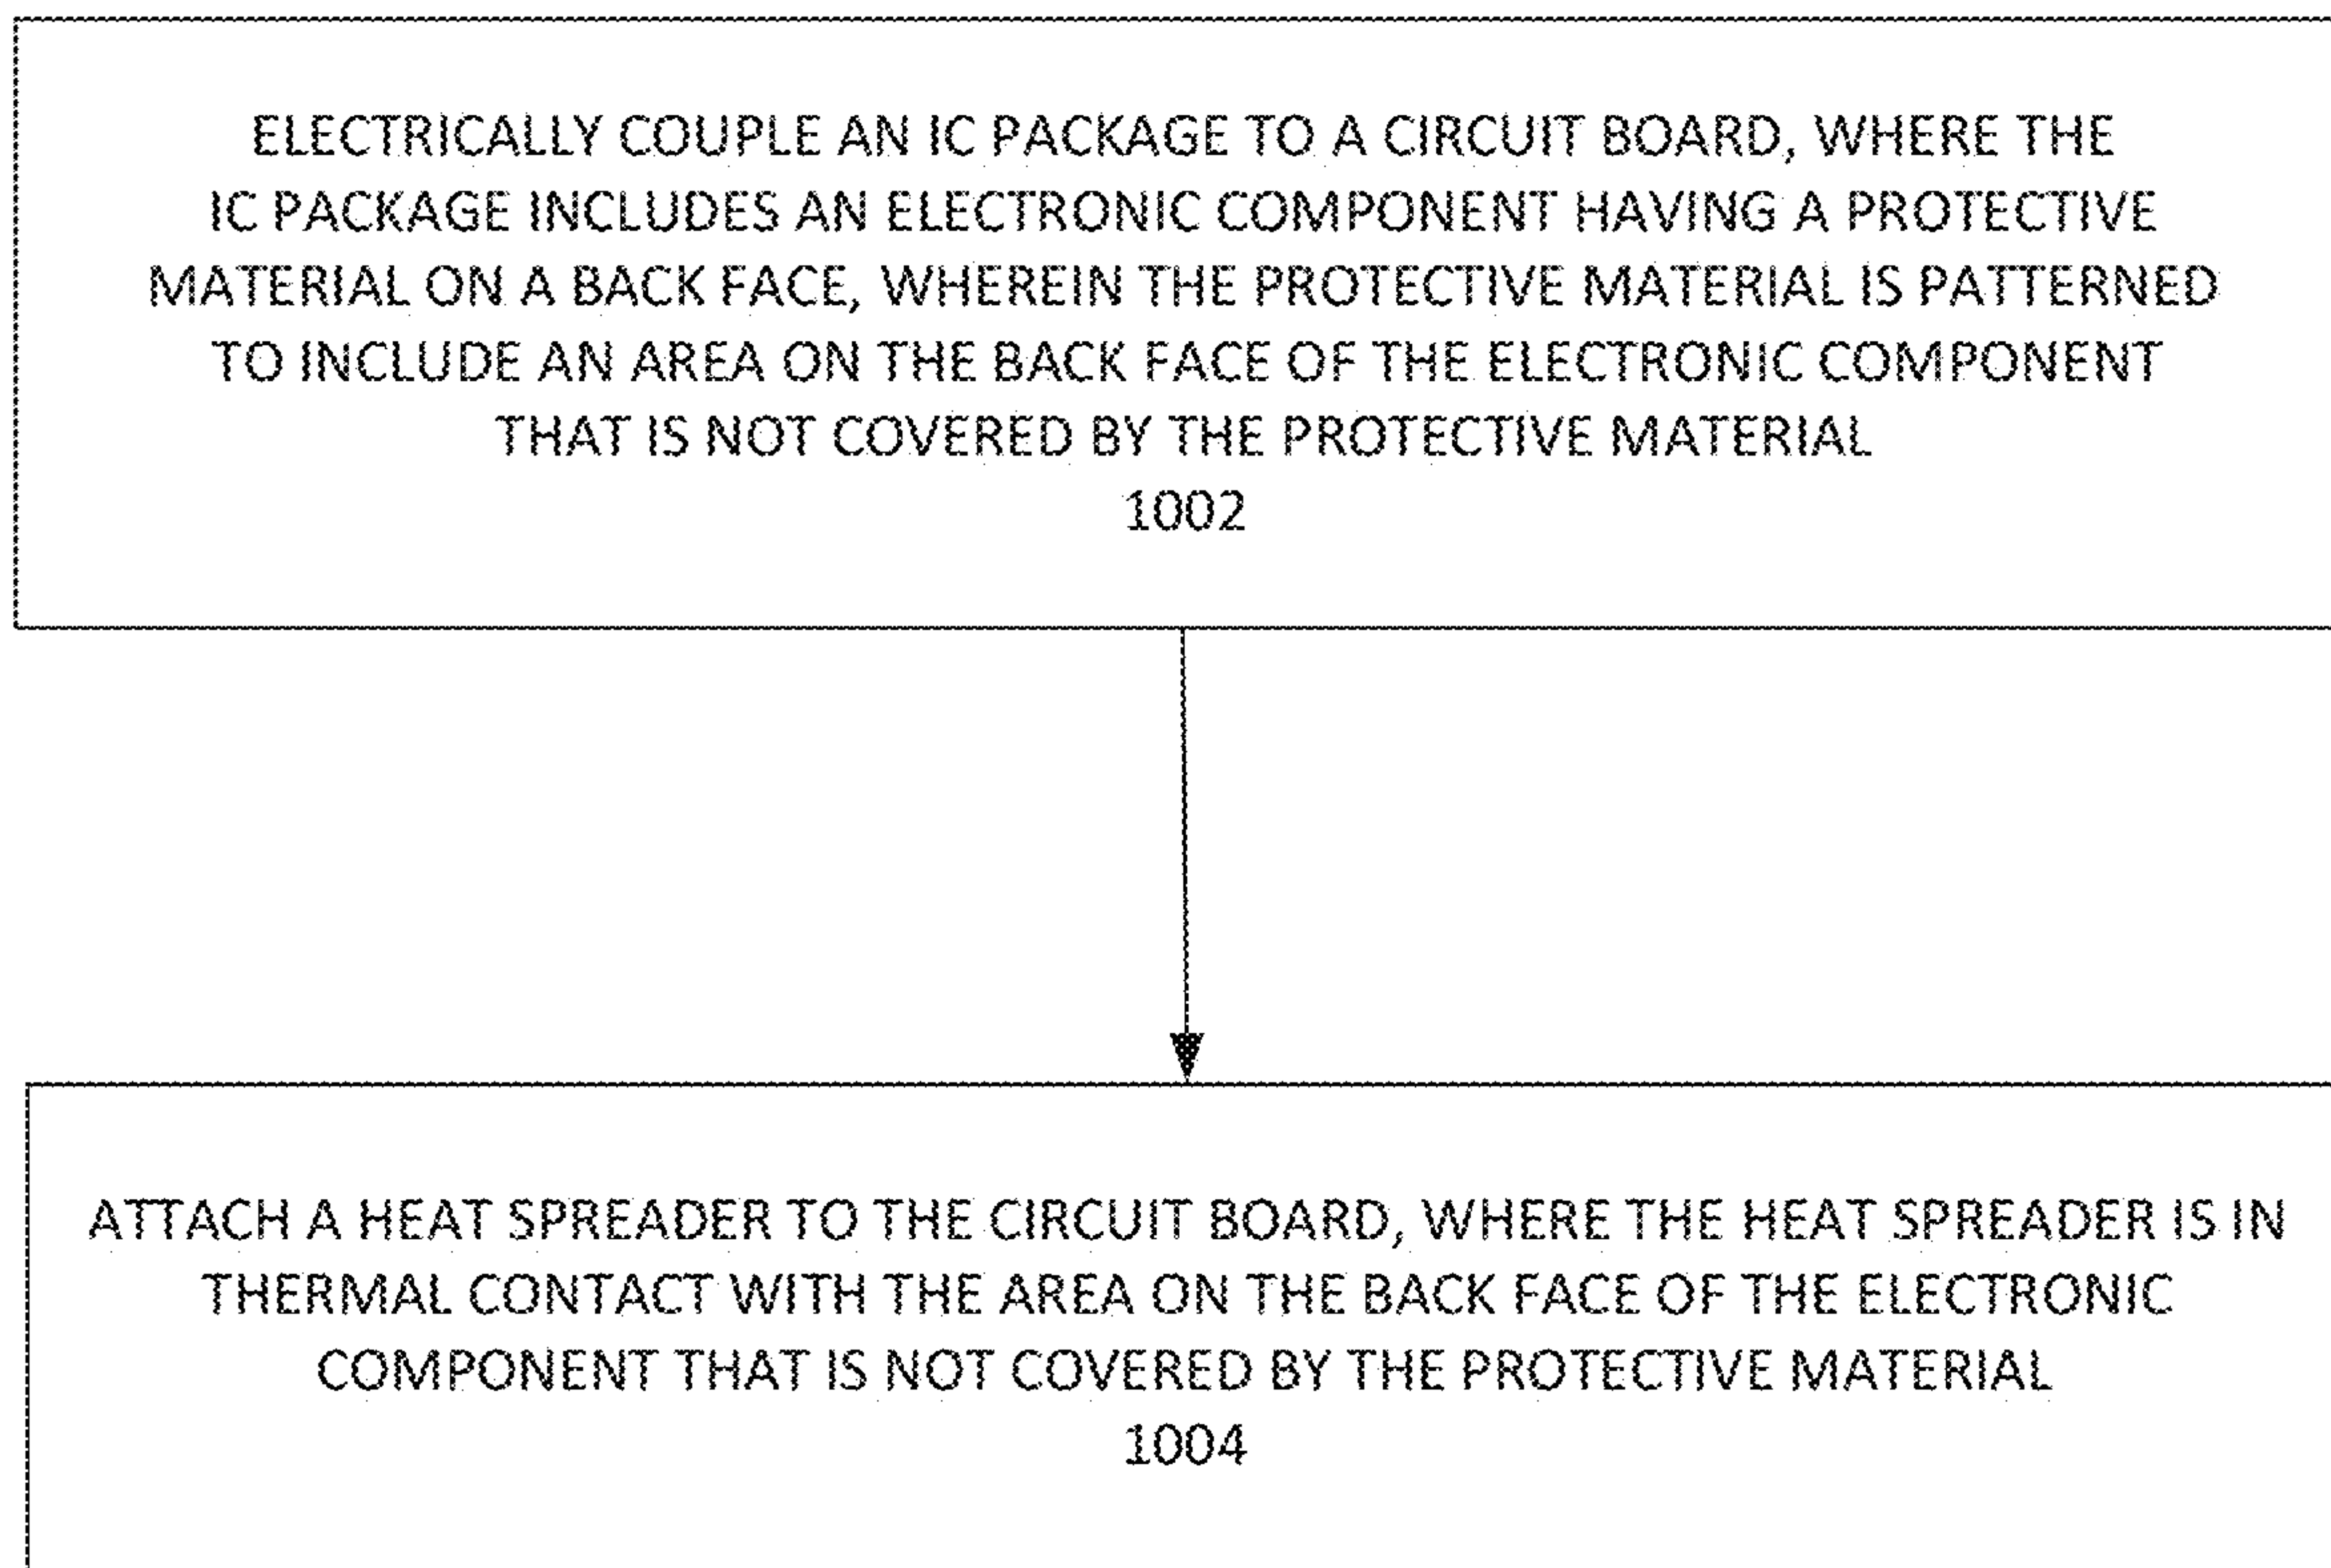 ELECTRICALLY COUPLE AN IC PACKAGE TO A CIRCUIT BOARD, WHERE THE
IC PACKAGE INCLUDES AN ELECTRONIC COMPONENT HAVING A PROTECTIVE
MATERIAL ON A BACK FACE, WHEREIN THE PROTECTIVE MATERIAL IS PATTERNED
TO INCLUDE AN AREA ON THE BACK FACE OF THE ELECTRONIC COMPONENT
THAT IS NOT COVERED BY THE PROTECTIVE MATERIAL
1002
ATTACH A HEAT SPREADER TO THE CIRCUIT BOARD, WHERE THE HEAT SPREADER IS IN
THERMAL CONTACT WITH THE AREA ON THE BACK FACE OF THE ELECTRONIC
COMPONENT THAT IS NOT COVERED BY THE PROTECTIVE MATERIAL
1004